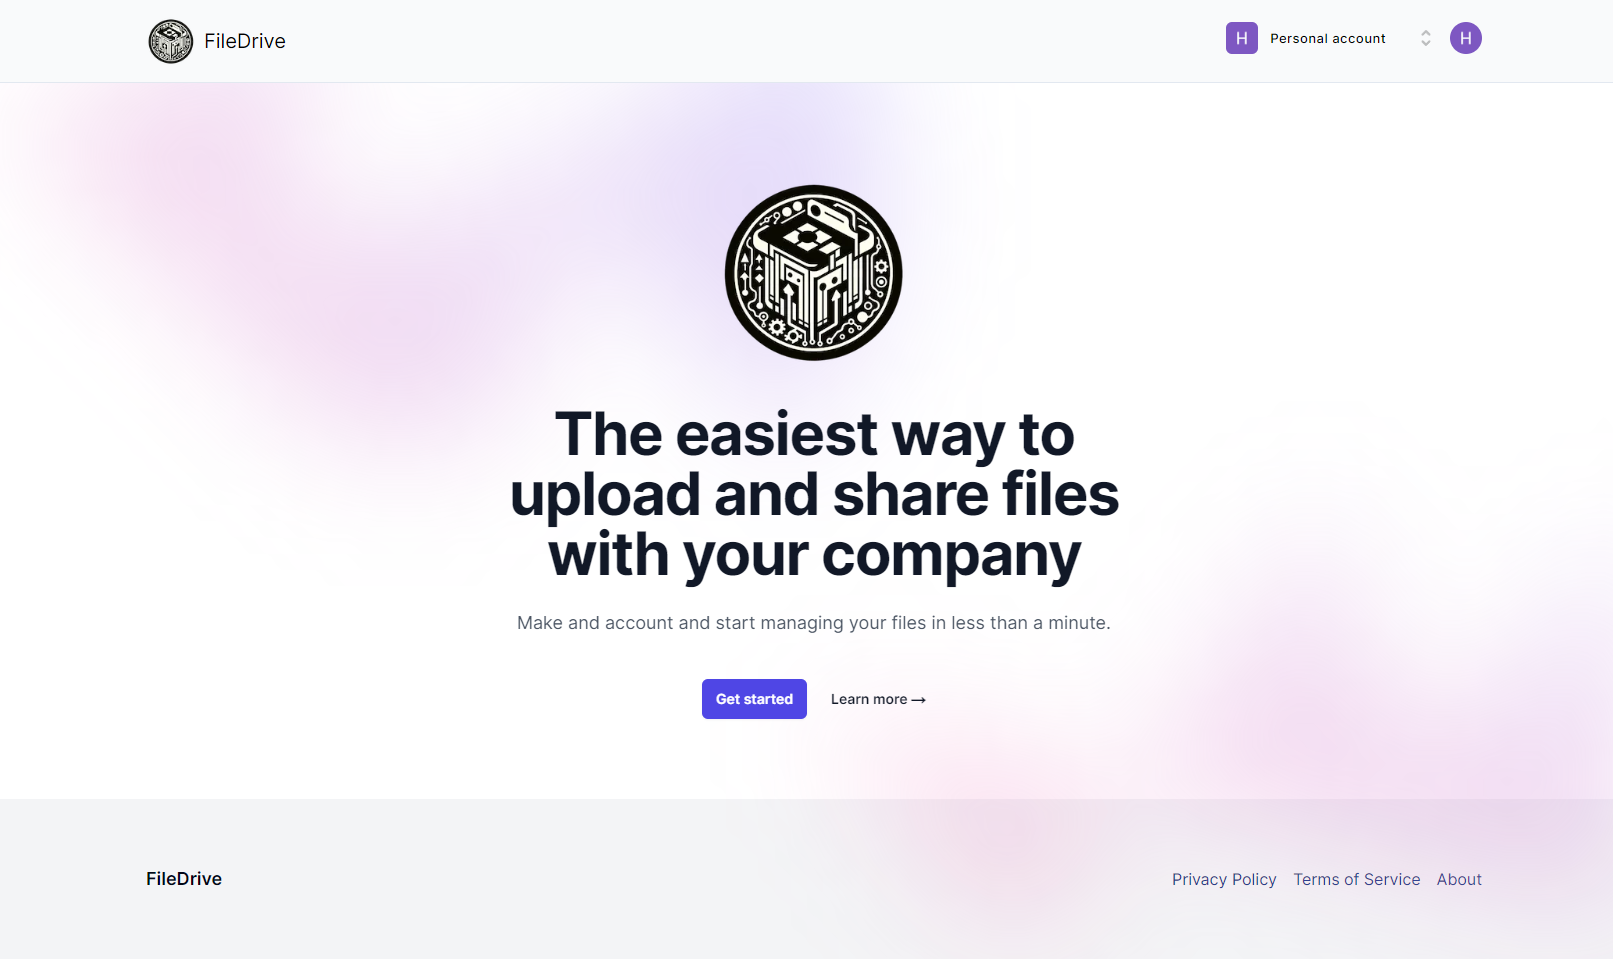 FileDrive
H Personal account H
The easiest way to
upload and share files
with your company
Make and account and start managing your files in less than a minute.
Get started Learn more →
FileDrive
Privacy Policy Terms of Service About